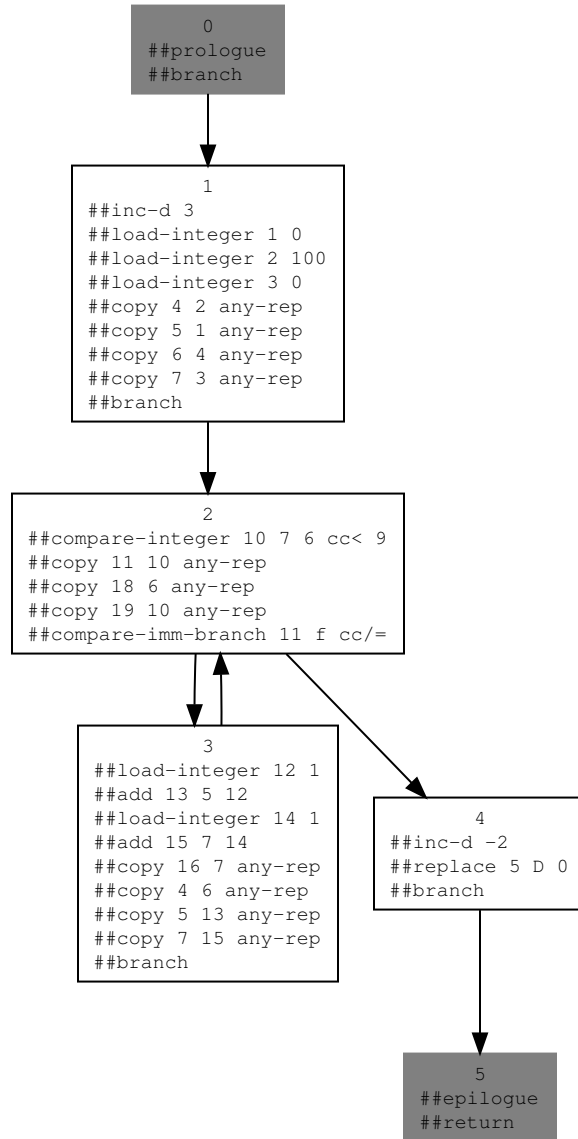 0
##prologue
##branch
1
##inc-d 3
##load-integer 1 0
##load-integer 2 100
##load-integer 3 0
##copy 4 2 any-rep
##copy 5 1 any-rep
##copy 6 4 any-rep
##copy 7 3 any-rep
##branch
2
##compare-integer 10 7 6 cc< 9
##copy 11 10 any-rep
##copy 18 6 any-rep
##copy 19 10 any-rep
##compare-imm-branch 11 f cc/=
3
##load-integer 12 1
##add 13 5 12
##load-integer 14 1
##add 15 7 14
##copy 16 7 any-rep
##copy 4 6 any-rep
##copy 5 13 any-rep
##copy 7 15 any-rep
##branch
4
##inc-d -2
##replace 5 D 0
##branch
5
##epilogue
##return